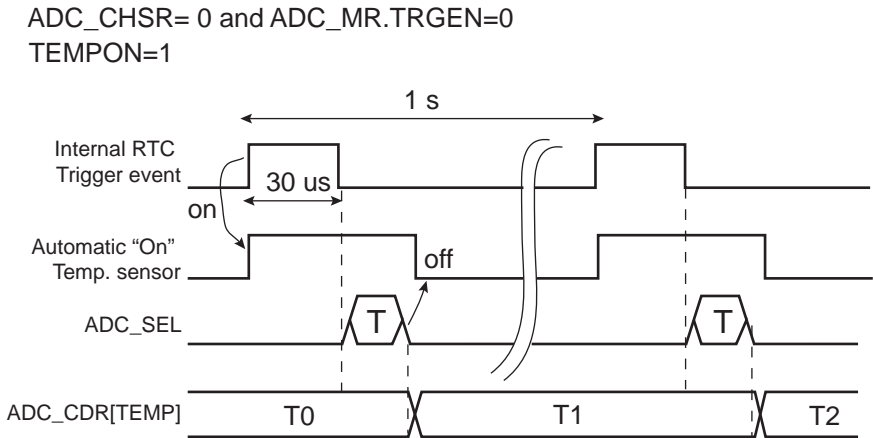 ADC_CHSR= 0 and ADC_MR.TRGEN=0
TEMPON=1
1 s
Internal RTC
Trigger event
30 us
on
Automatic “On”
Temp. sensor
off
ADC_SEL
T
T
ADC_CDR[TEMP]
T0
T1
T2